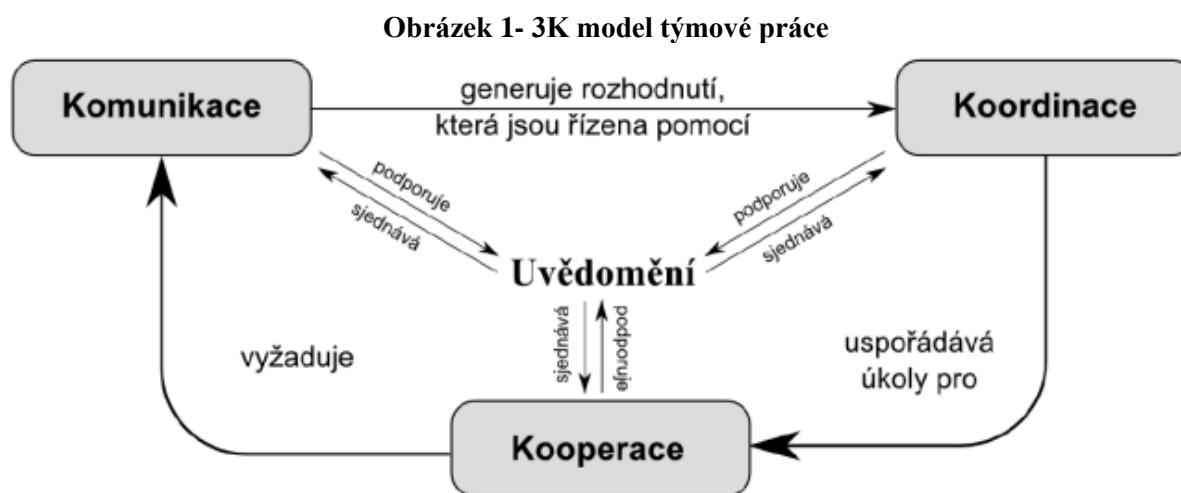 Obrázek 1- 3K model týmové práce
Komunikace
generuje rozhodnutí,
která jsou řízena pomocí
Koordinace
podporuje
sjednává
podporuje
sjednává
Uvědomění
sjednává
podporuje
vyžaduje
uspořádává
úkoly pro
Kooperace